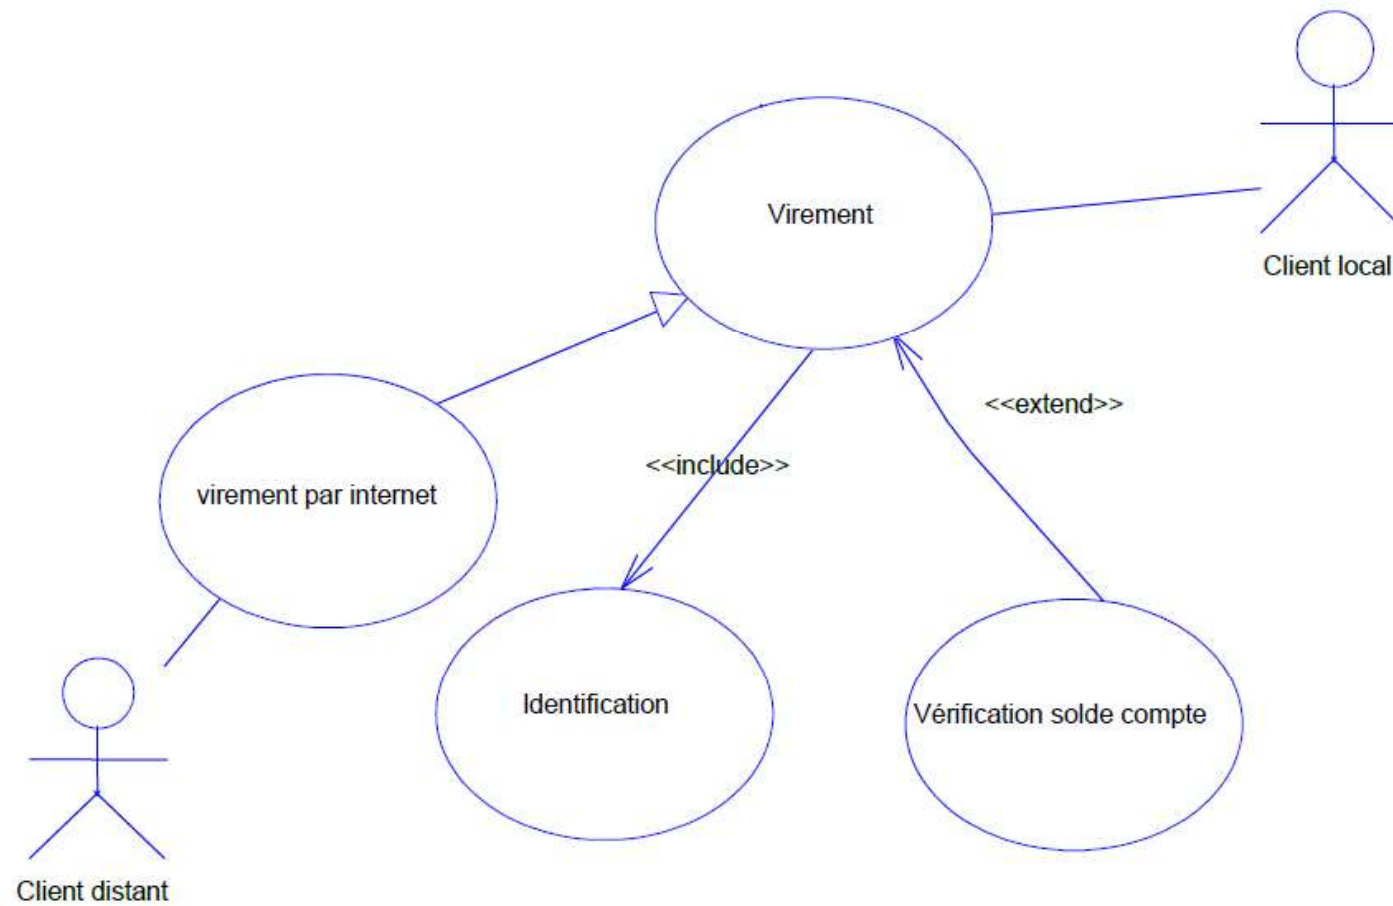 Virement
Client local
<<extend>>
<<include>>
virement par internet
Identification
Vérification solde compte
Client distant